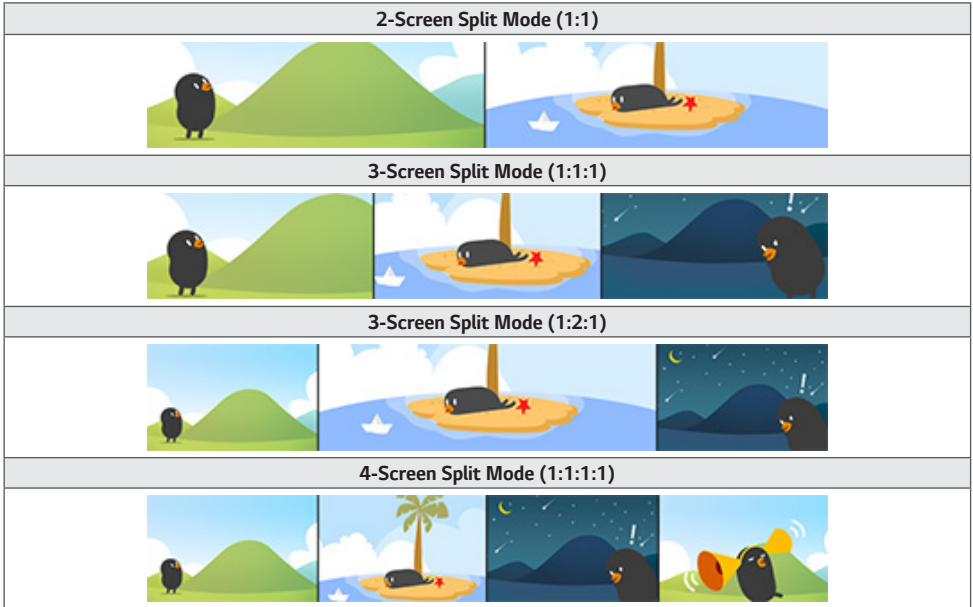 2-Screen Split Mode (1:1)
3-Screen Split Mode (1:1:1)
3-Screen Split Mode (1:2:1)
4-Screen Split Mode (1:1:1:1)